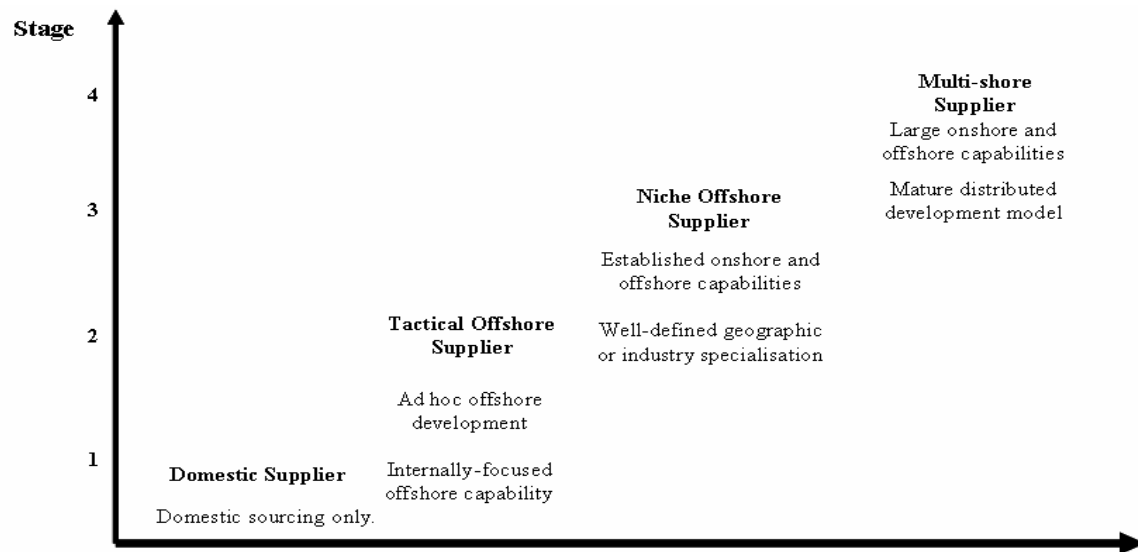 Stage
4
Multi-shore
Supplier
Large onshore and
offshore capabilities
Mature distributed
development model
3
Niche Offshore
Supplier
Established onshore and
offshore capabilities
Well-defined geographic
or industry specialisation
2
Tactical Offshore
Supplier
Ad hoc offshore
development
Internally-focused
offshore capability
1
Domestic Supplier
Domestic sourcing only.